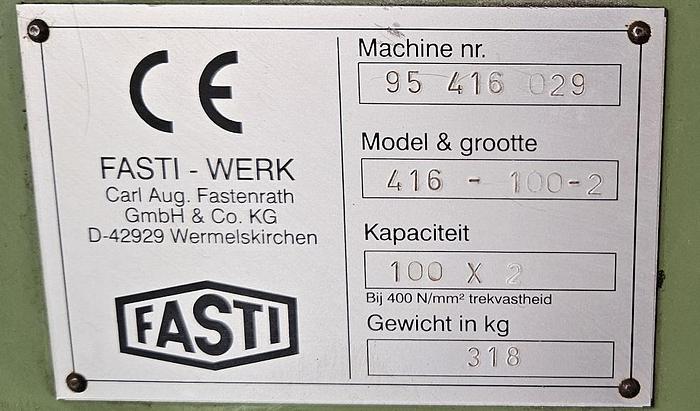 CE
FASTI - WERK
Carl Aug. Fastenrath
GmbH & Co. KG
D-42929 Wermelskirchen
FASTI
Machine nr.
95 416 029
Model & grootte
416 - 100-2
Kapaciteit
100 X 2
Bij 400 N/mm² trekvastheid
Gewicht in kg
318